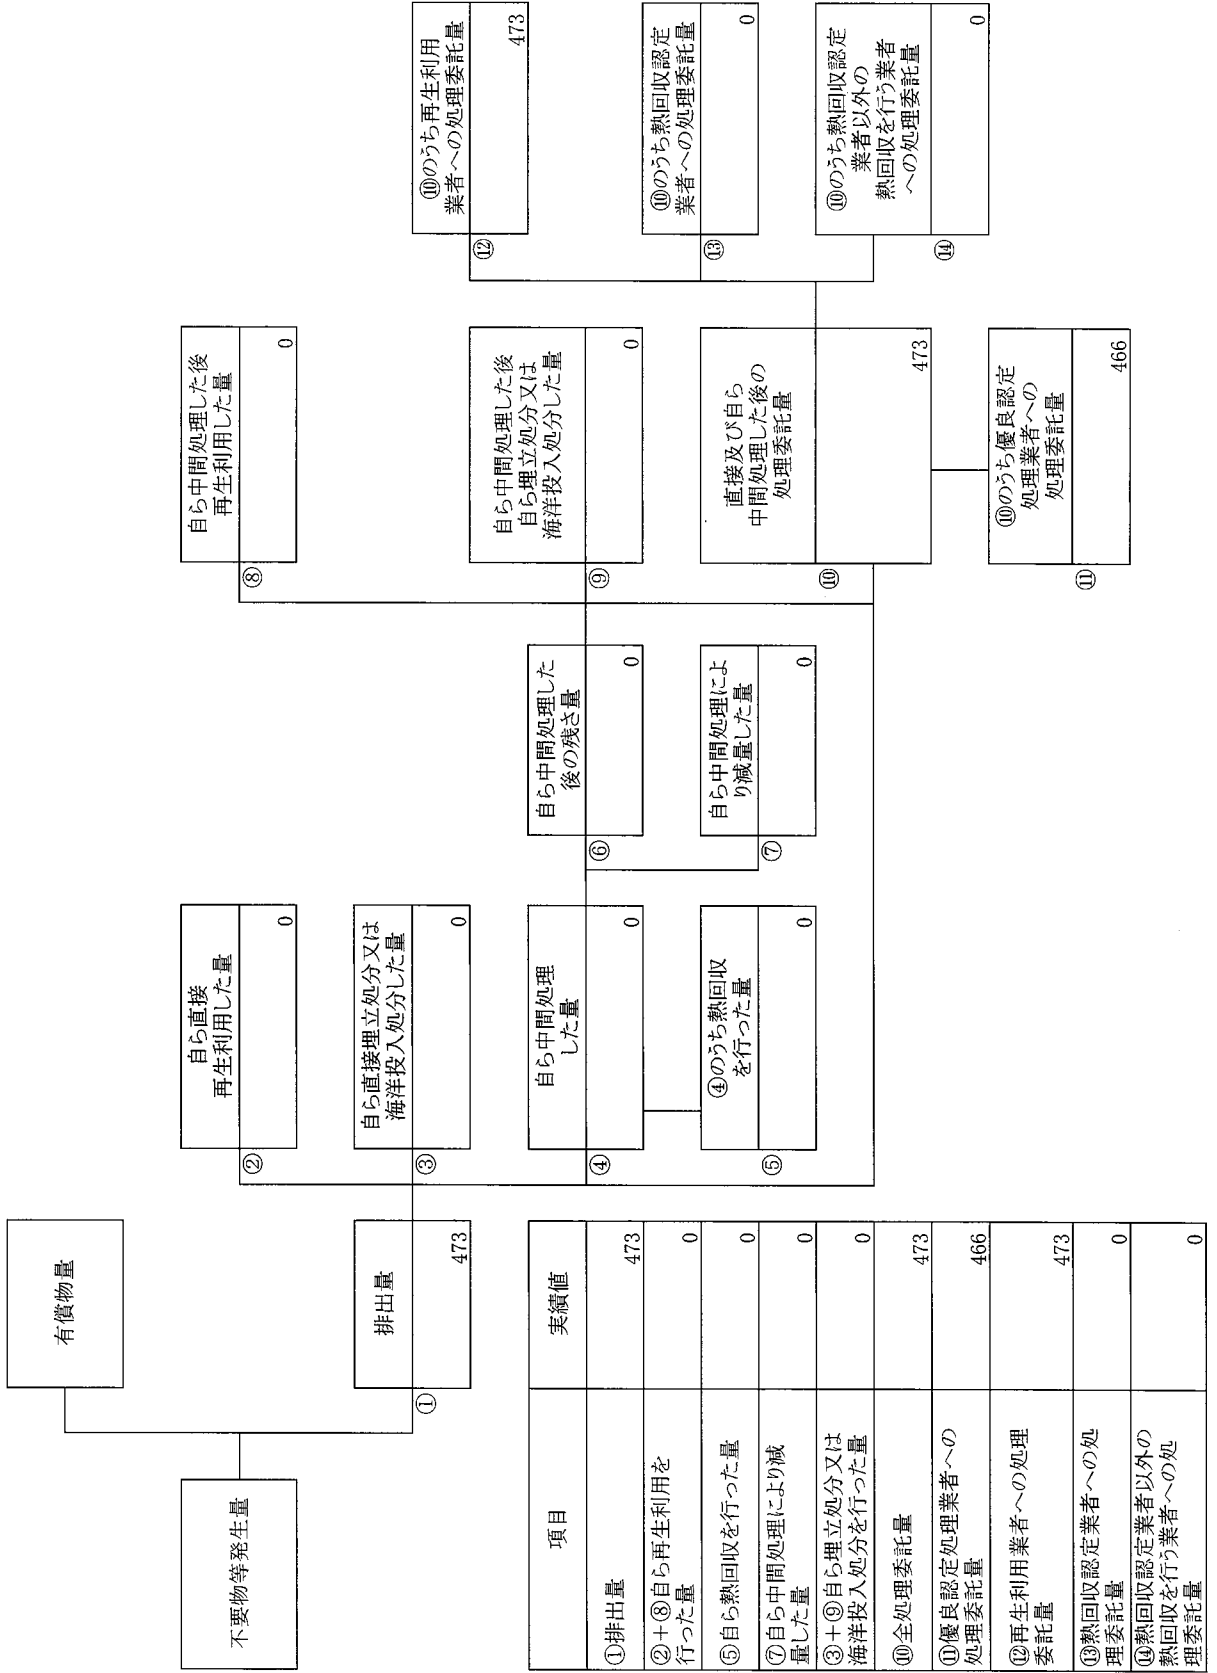 有償物量
不要物等発生量
排出量
①
473
自ら直接
再生利用した量
②
0
自ら直接埋立処分又は
海洋投入処分した量
③
0
自ら中間処理
した量
④
0
④のうち熱回収
を行った量
⑤
0
自ら中間処理した
後の残さ量
⑥
0
自ら中間処理によ
り減量した量
⑦
0
自ら中間処理した後
再生利用した量
⑧
0
自ら中間処理した後
自ら埋立処分又は
海洋投入処分した量
⑨
0
直接及び自ら
中間処理した後の
処理委託量
⑩
473
⑩のうち優良認定
処理業者への
処理委託量
⑪
466
⑩のうち再生利用
業者への処理委託量
⑫
473
⑩のうち熱回収認定
業者への処理委託量
⑬
0
⑩のうち熱回収認定
業者以外の
熱回収を行う業者
への処理委託量
⑭
0
項目 実績値
①排出量 473
②+⑧自ら再生利用を
行った量 0
⑤自ら熱回収を行った量 0
⑦自ら中間処理により減
量した量 0
③+⑨自ら埋立処分又は
海洋投入処分を行った量 0
⑩全処理委託量 473
⑪優良認定処理業者への
処理委託量 466
⑫再生利用業者への処理
委託量 473
⑬熱回収認定業者への処
理委託量 0
⑭熱回収認定業者以外の
熱回収を行う業者への処
理委託量 0